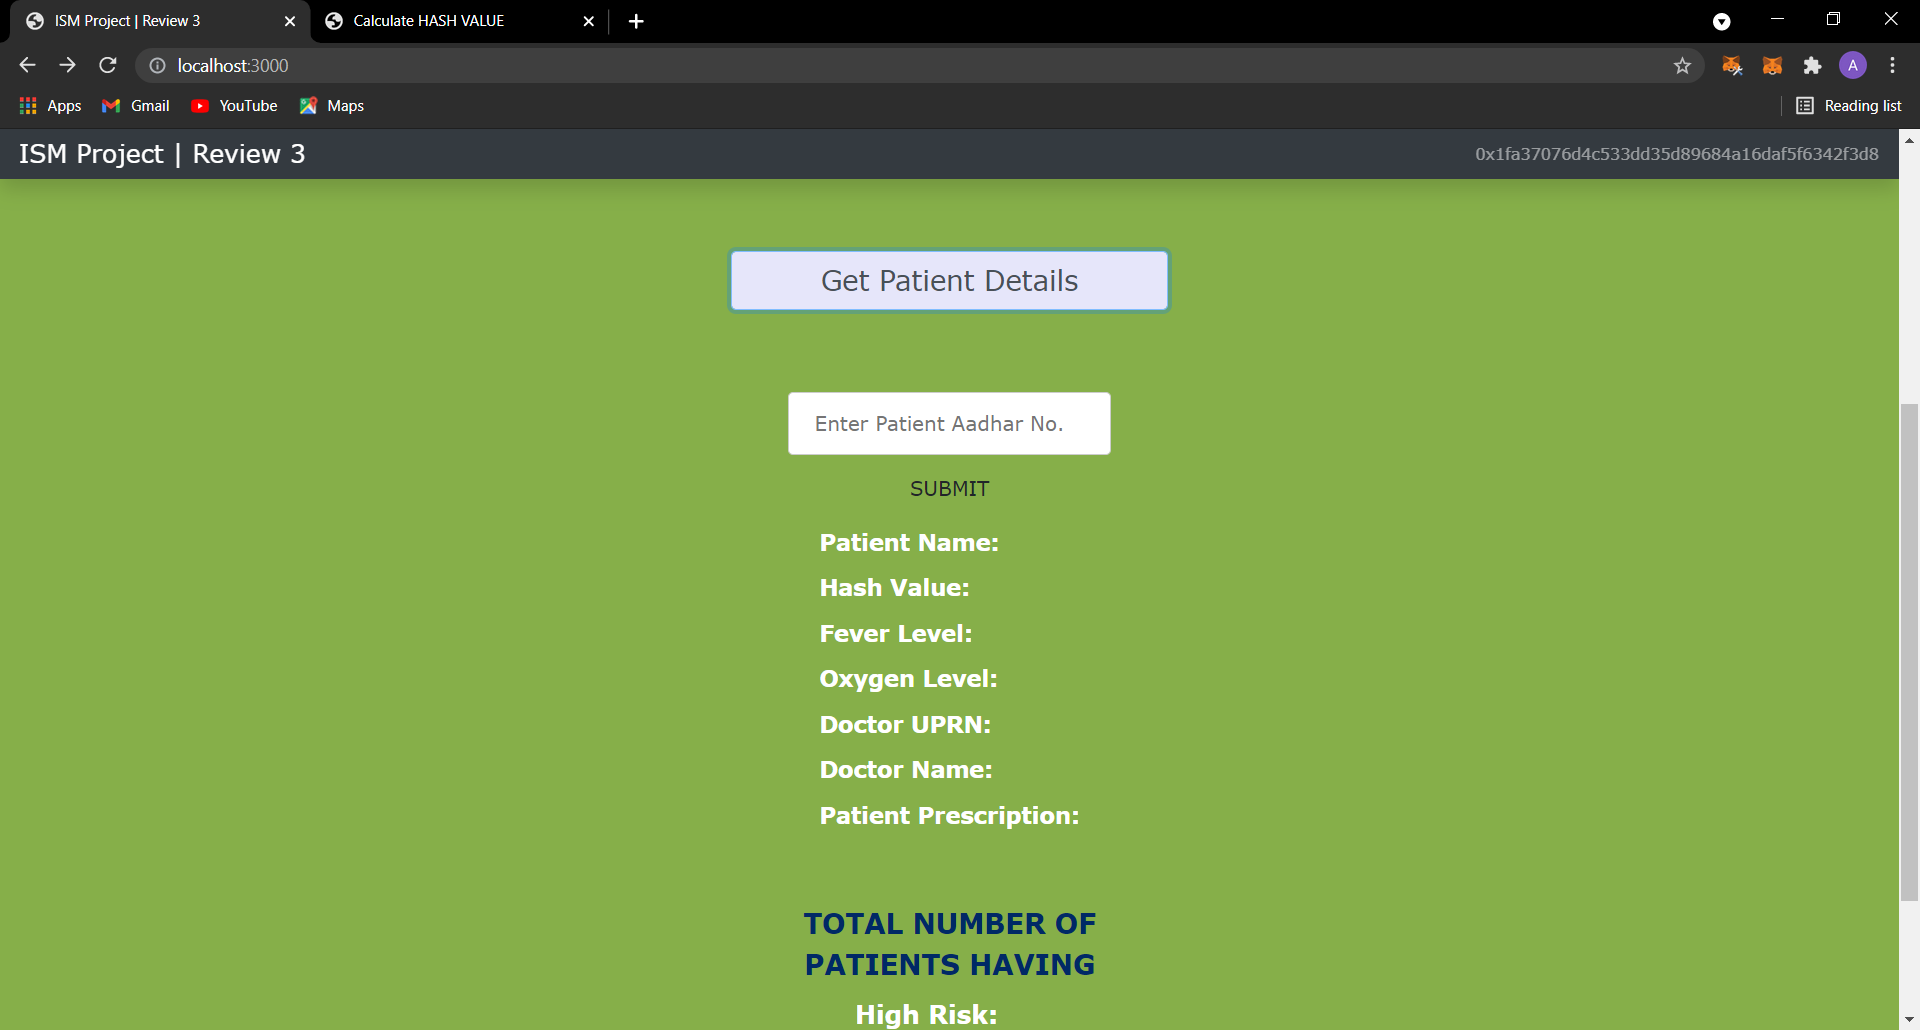 ISM Project | Review 3
Calculate HASH VALUE
localhost:3000
A
Apps
Gmail
YouTube
Maps
Reading list
ISM Project | Review 3
0x1fa37076d4c533dd35d89684a16daf5f6342f3d8
Get Patient Details
Enter Patient Aadhar No.
SUBMIT
Patient Name:
Hash Value:
Fever Level:
Oxygen Level:
Doctor UPRN:
Doctor Name:
Patient Prescription:
TOTAL NUMBER OF
PATIENTS HAVING
High Risk: